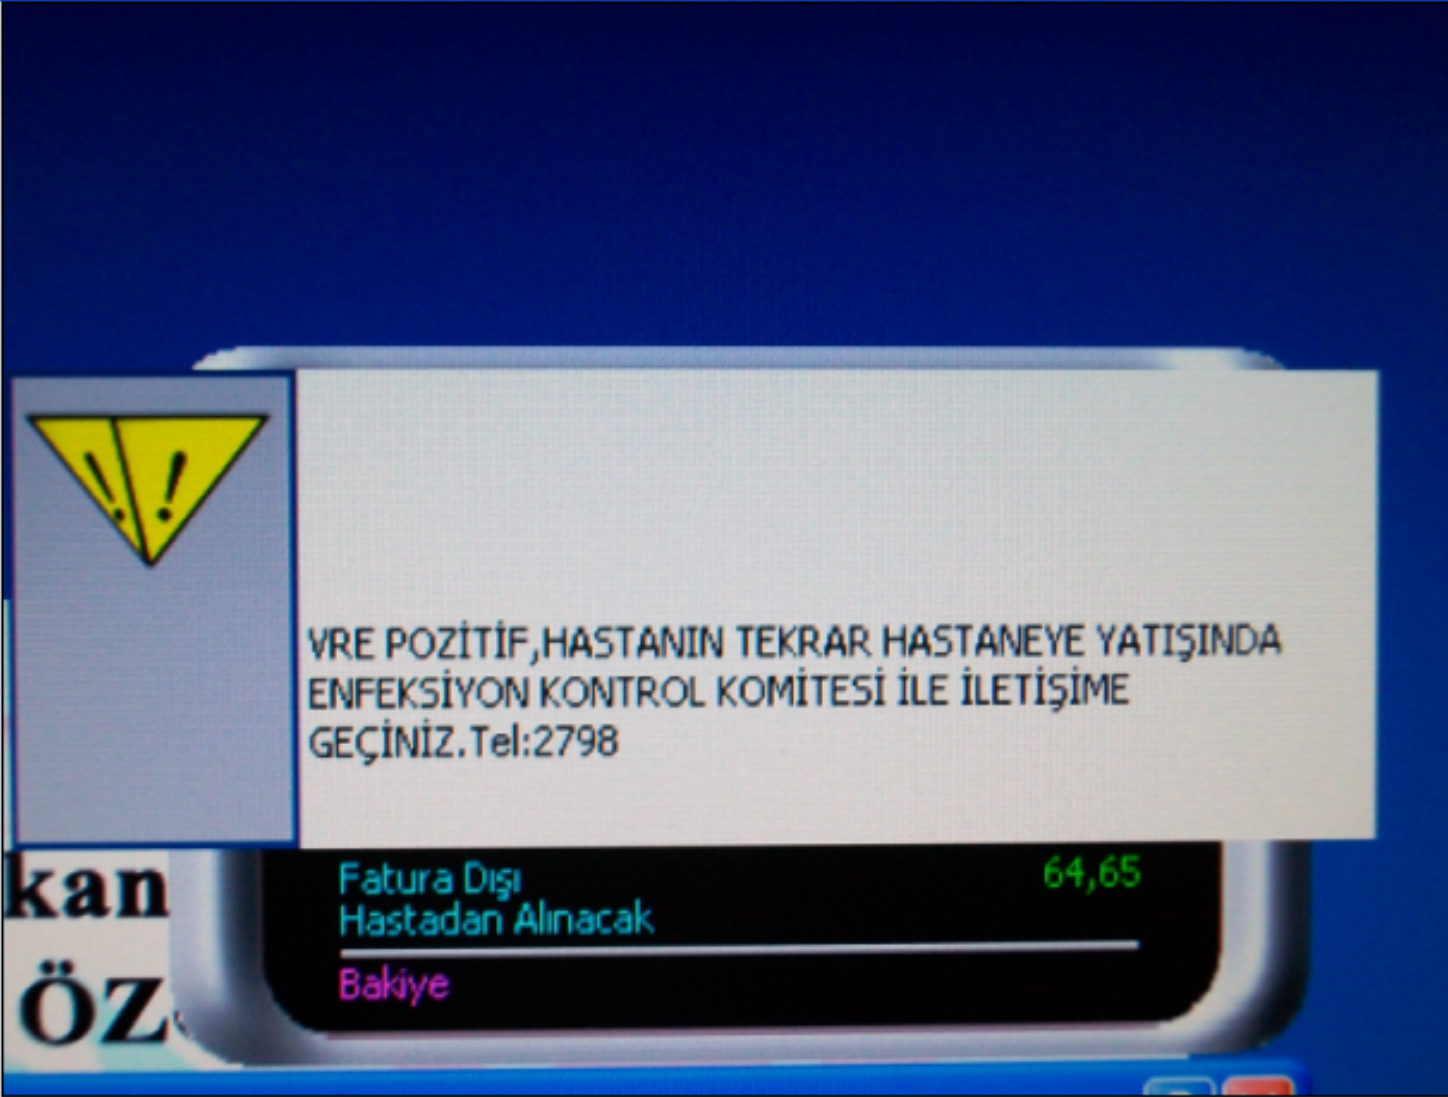 VRE POZİTİF,HASTANIN TEKRAR HASTANEYE YATIŞINDA
ENFEKSİYON KONTROL KOMİTESİ İLE İLETİŞİME
GEÇİNİZ.Tel:2798
kan
ÖZ
Fatura Dışı 64,65
Hastadan Alınacak
Bakiye